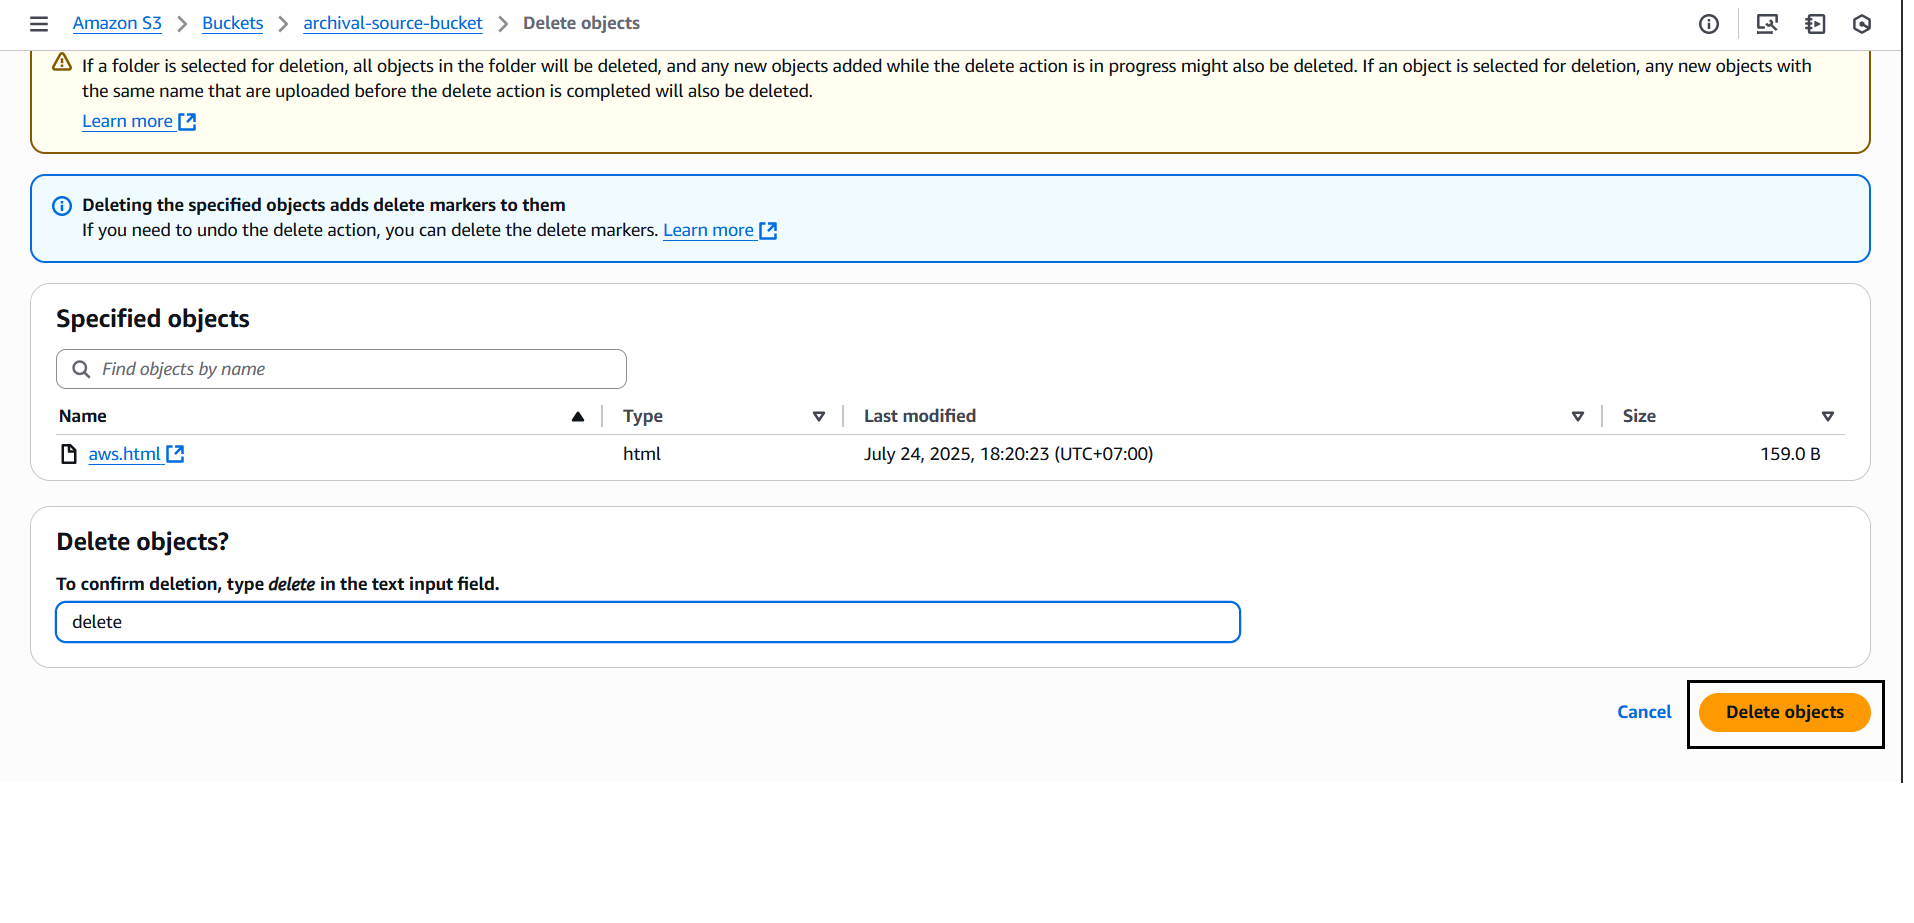 Amazon S3 > Buckets > archival-source-bucket > Delete objects
If a folder is selected for deletion, all objects in the folder will be deleted, and any new objects added while the delete action is in progress might also be deleted. If an object is selected for deletion, any new objects with
the same name that are uploaded before the delete action is completed will also be deleted.
Learn more
Deleting the specified objects adds delete markers to them
If you need to undo the delete action, you can delete the delete markers. Learn more
Specified objects
Find objects by name
Name Type Last modified Size
aws.html html July 24, 2025, 18:20:23 (UTC+07:00) 159.0 B
Delete objects?
To confirm deletion, type delete in the text input field.
delete
Cancel Delete objects